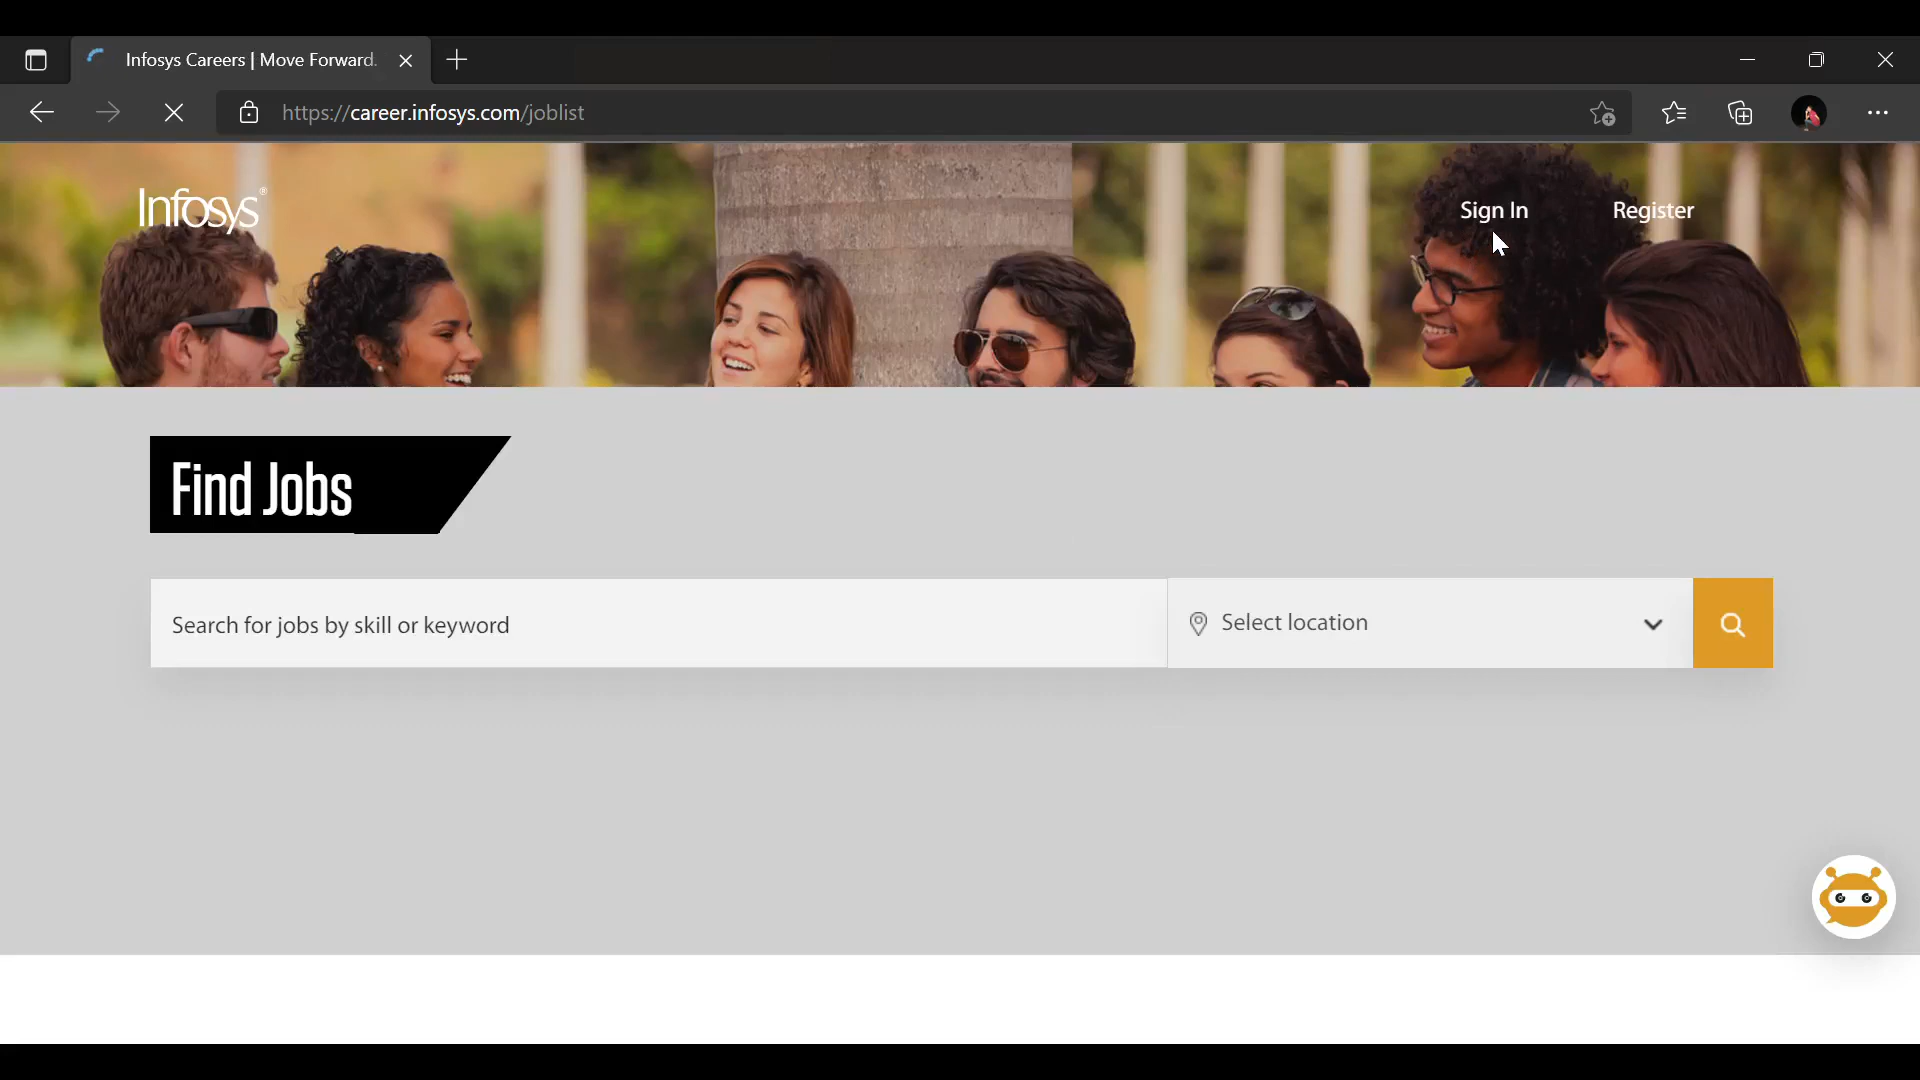 Infosys Careers | Move Forward.
https://career.infosys.com/joblist
Infosys®
Sign In
Register
Find Jobs
Search for jobs by skill or keyword
Select location